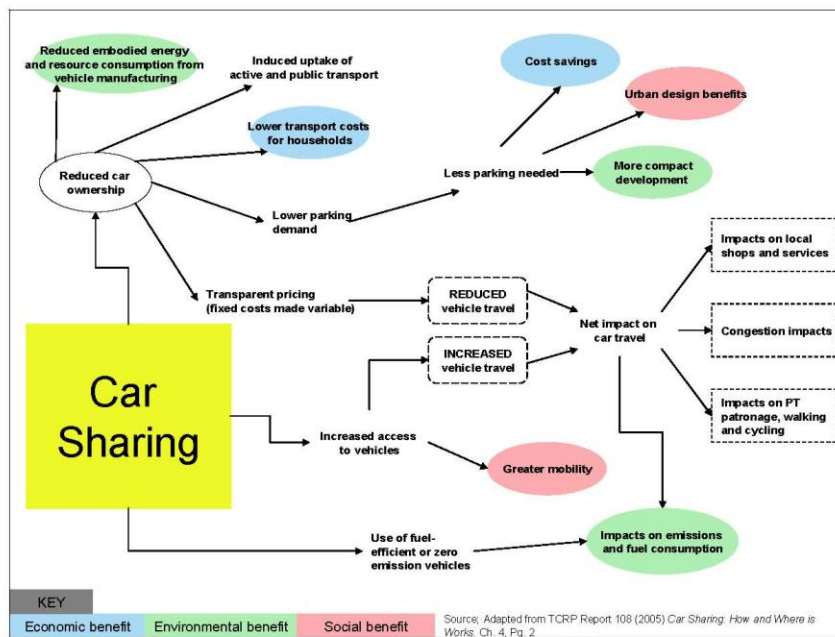 Reduced embodied energy
and resource consumption from
vehicle manufacturing
Induced uptake of
active and public transport
Cost savings
Urban design benefits
Lower transport costs
for households
More compact
development
Reduced car
ownership
Less parking needed
Lower parking
demand
Impacts on local
shops and services
Transparent pricing
(fixed costs made variable)
REDUCED
vehicle travel
Net impact on
car travel
Congestion impacts
INCREASED
vehicle travel
Car
Sharing
Impacts on PT
patronage, walking
and cycling
Increased access
to vehicles
Greater mobility
Use of fuel-
efficient or zero
emission vehicles
Impacts on emissions
and fuel consumption
KEY
Economic benefit
Environmental benefit
Social benefit
Source; Adapted from TCRP Report 108 (2005) Car Sharing: How and Where is
Works. Ch. 4, Pg. 2